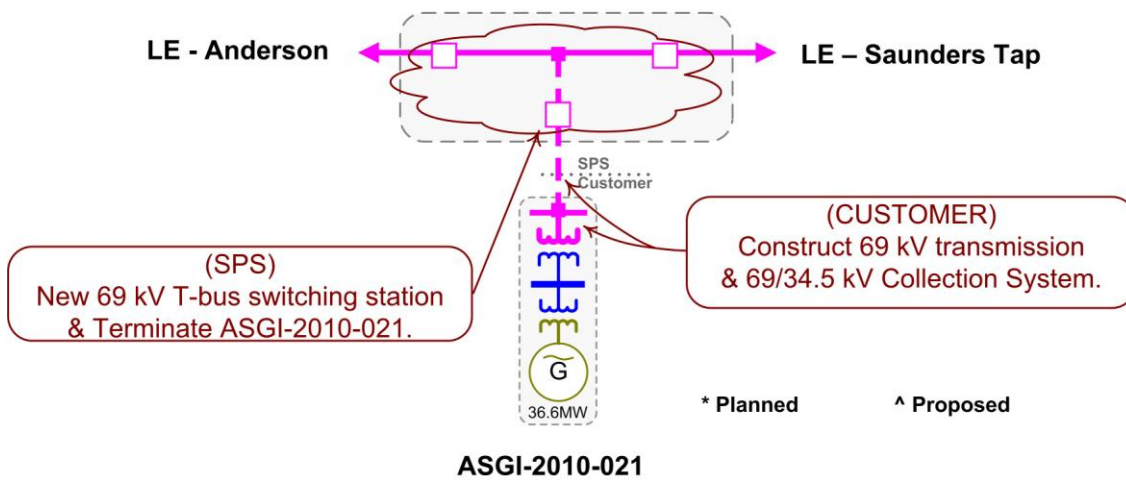 LE - Anderson
LE – Saunders Tap
SPS
Customer
(SPS)
New 69 kV T-bus switching station
& Terminate ASGI-2010-021.
(CUSTOMER)
Construct 69 kV transmission
& 69/34.5 kV Collection System.
G
36.6MW
* Planned
^ Proposed
ASGI-2010-021